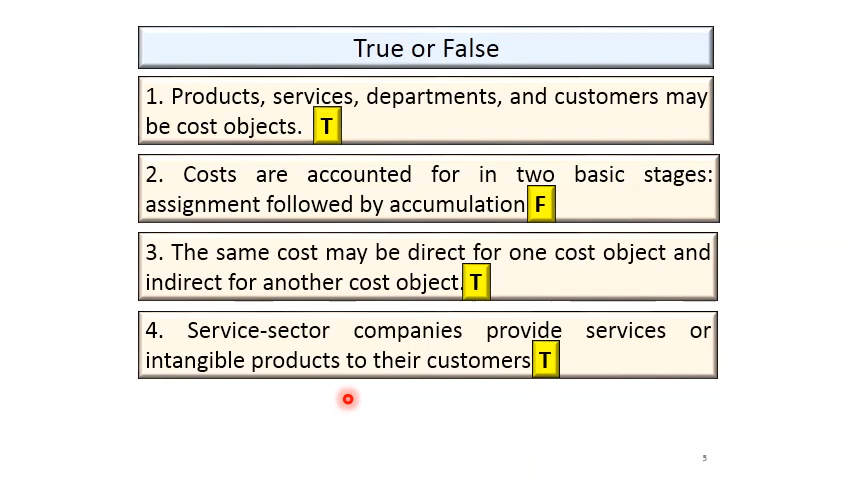 True or False
1. Products, services, departments, and customers may
be cost objects. T
2. Costs are accounted for in two basic stages:
assignment followed by accumulation F
3. The same cost may be direct for one cost object and
indirect for another cost object. T
4. Service-sector companies provide services or
intangible products to their customers T
5